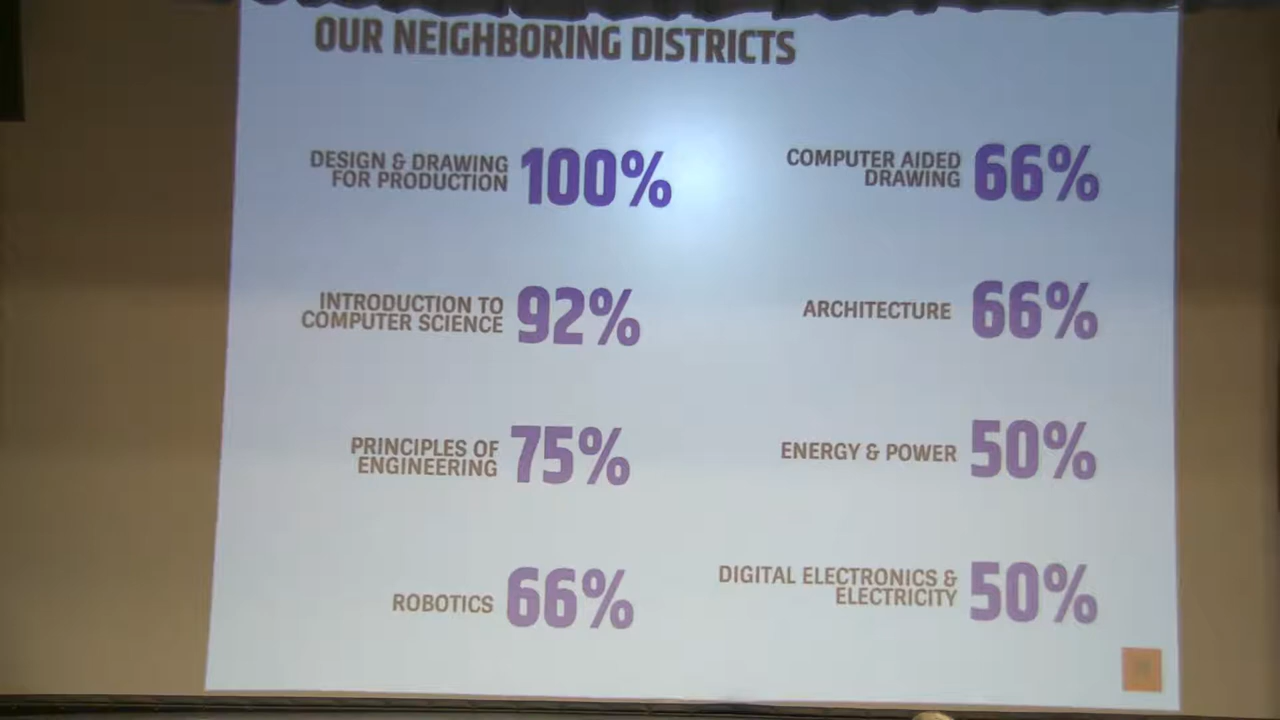 OUR NEIGHBORING DISTRICTS
DESIGN & DRAWING
FOR PRODUCTION
100%
INTRODUCTION TO
COMPUTER SCIENCE
92%
PRINCIPLES OF
ENGINEERING
75%
ROBOTICS 66%
COMPUTER AIDED
DRAWING
66%
ARCHITECTURE 66%
ENERGY & POWER 50%
DIGITAL ELECTRONICS &
ELECTRICITY
50%